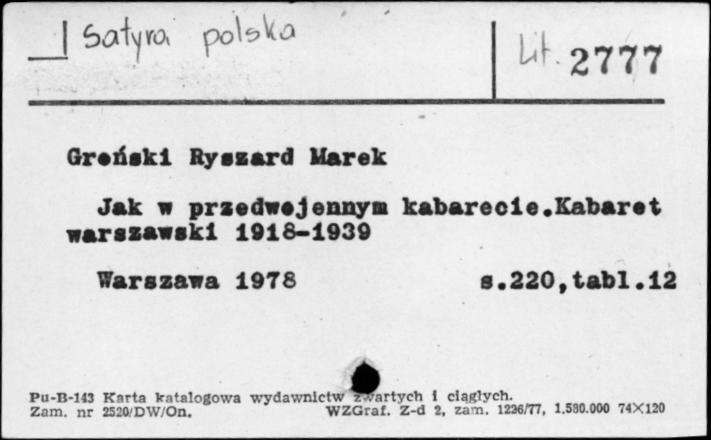 Satyra polska
Lit. 2777
Groński Ryszard Marek
Jak w przedwojennym kabarecie.Kabaret
warszawski 1918-1939
Warszawa 1978 s.220,tabl.12
Pu-B-143 Karta katalogowa wydawnictw zwartych i ciągłych.
Zam. nr 2520/DW/On. WZGraf. Z-d 2, zam. 1226/77, 1.580.000 74X120